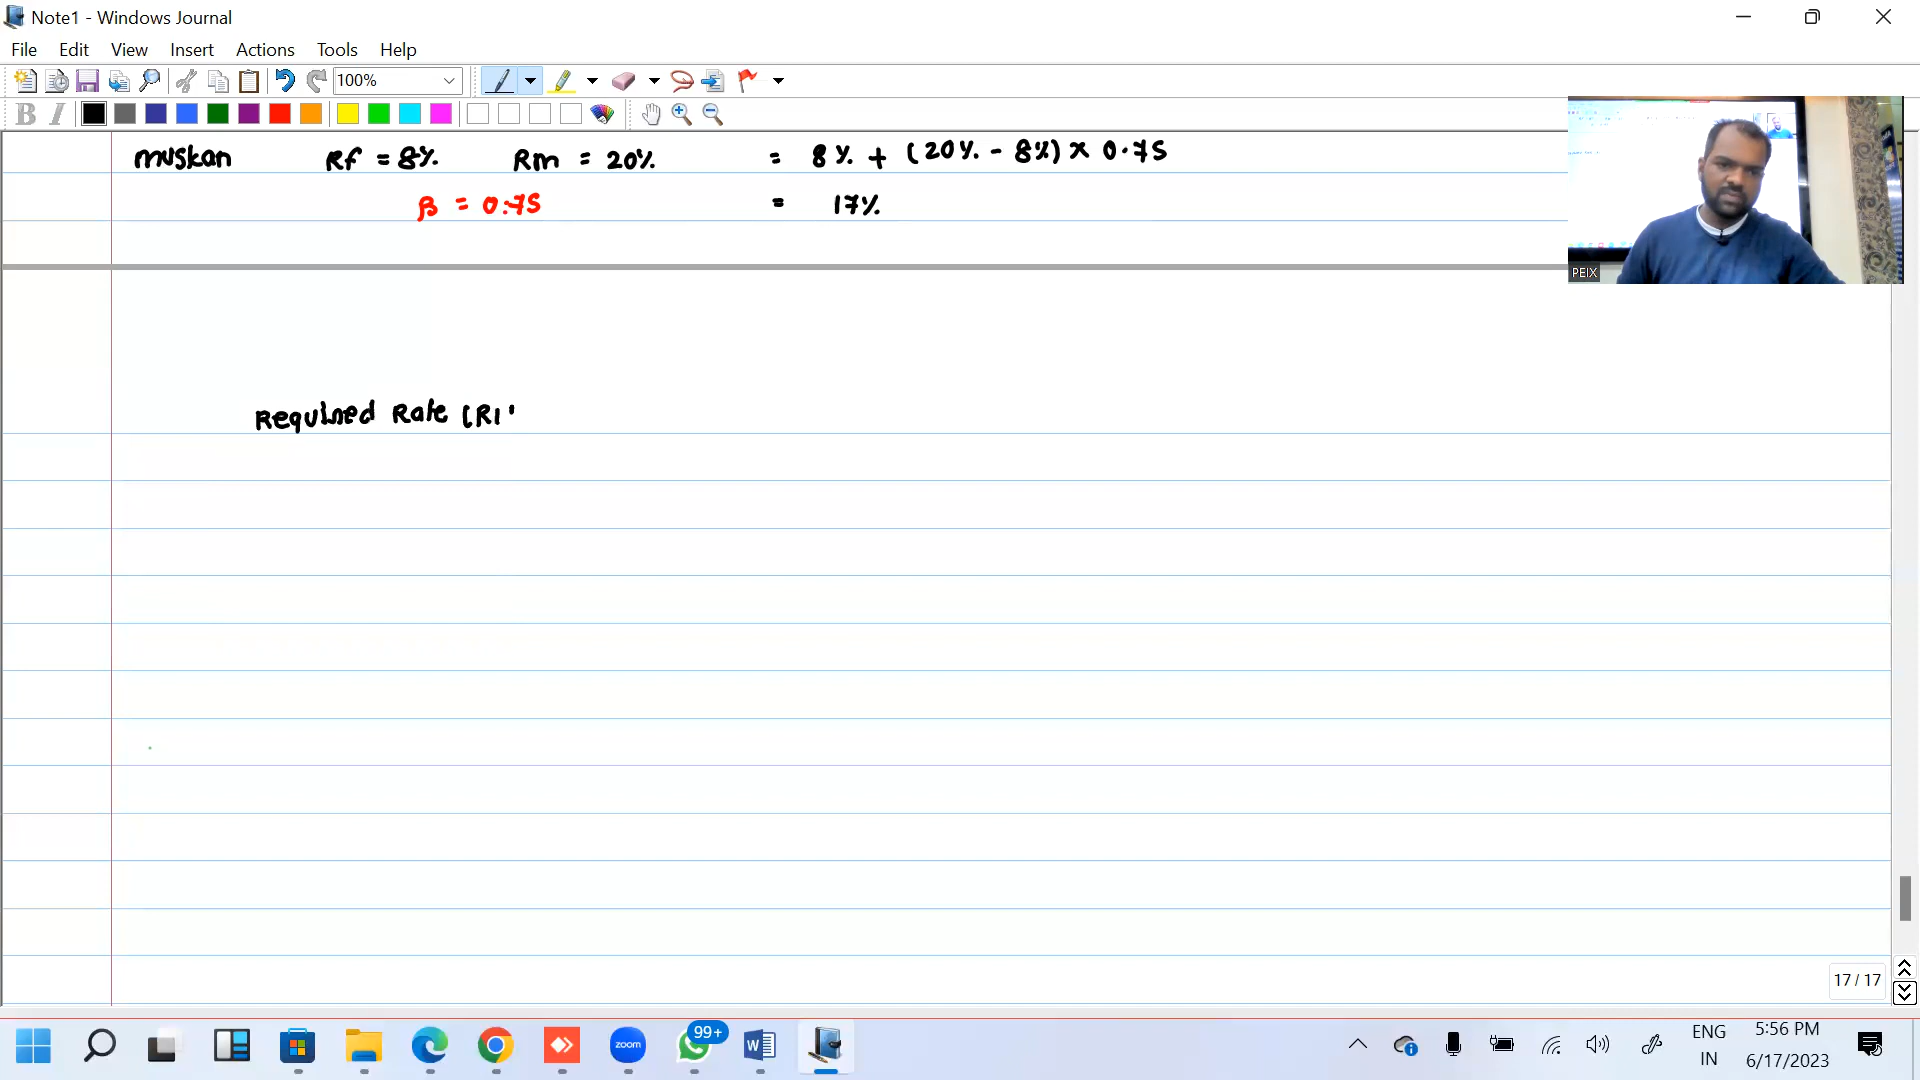 Note1 - Windows Journal
File Edit View Insert Actions Tools Help
100%
B I
muskan Rf = 8% Rm = 20% = 8% + (20% - 8%) x 0.75
β = 0.75 = 17%
PEIX
Required Rate (R
17 / 17
zoom
99+
ENG
IN
5:56 PM
6/17/2023